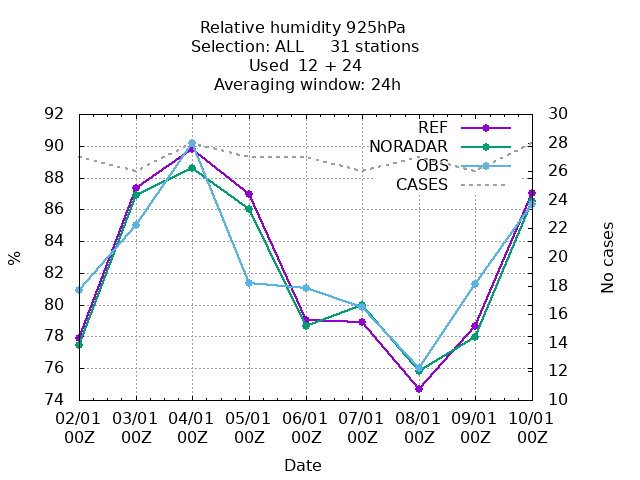 Relative humidity 925hPa
Selection: ALL 31 stations
Used 12 + 24
Averaging window: 24h
92
90
88
86
84
82
80
78
76
74
%
30
28
26
24
22
20
18
16
14
12
10
No cases
REF
NORADAR
OBS
CASES
02/01 03/01 04/01 05/01 06/01 07/01 08/01 09/01 10/01
00Z 00Z 00Z 00Z 00Z 00Z 00Z 00Z 00Z
Date